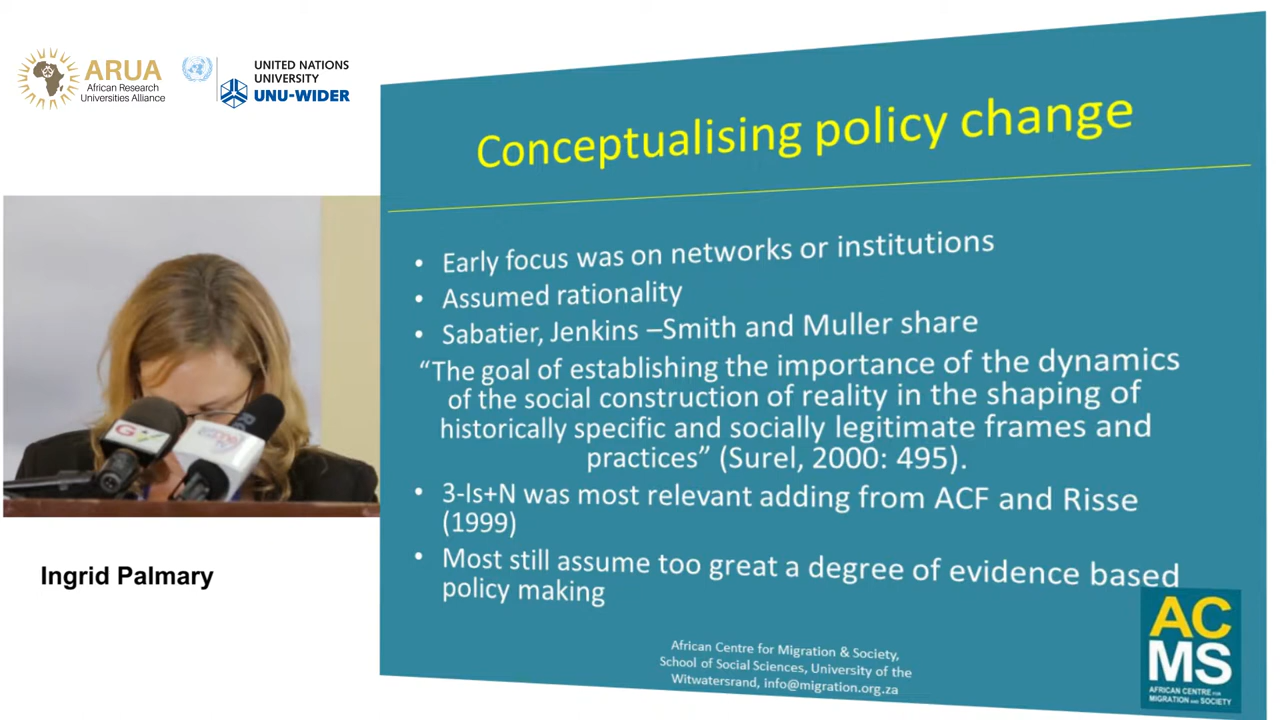 ARUA
African Research
Universities Alliance
UNITED NATIONS
UNIVERSITY
UNU-WIDER
Conceptualising policy change
• Early focus was on networks or institutions
• Assumed rationality
• Sabatier, Jenkins –Smith and Muller share
“The goal of establishing the importance of the dynamics
of the social construction of reality in the shaping of
historically specific and socially legitimate frames and
practices” (Surel, 2000: 495).
• 3-Is+N was most relevant adding from ACF and Risse
(1999)
• Most still assume too great a degree of evidence based
policy making
Ingrid Palmary
African Centre for Migration & Society,
School of Social Sciences, University of the
Witwatersrand, info@migration.org.za
AC
MS
AFRICAN CENTRE FOR
MIGRATION AND SOCIETY